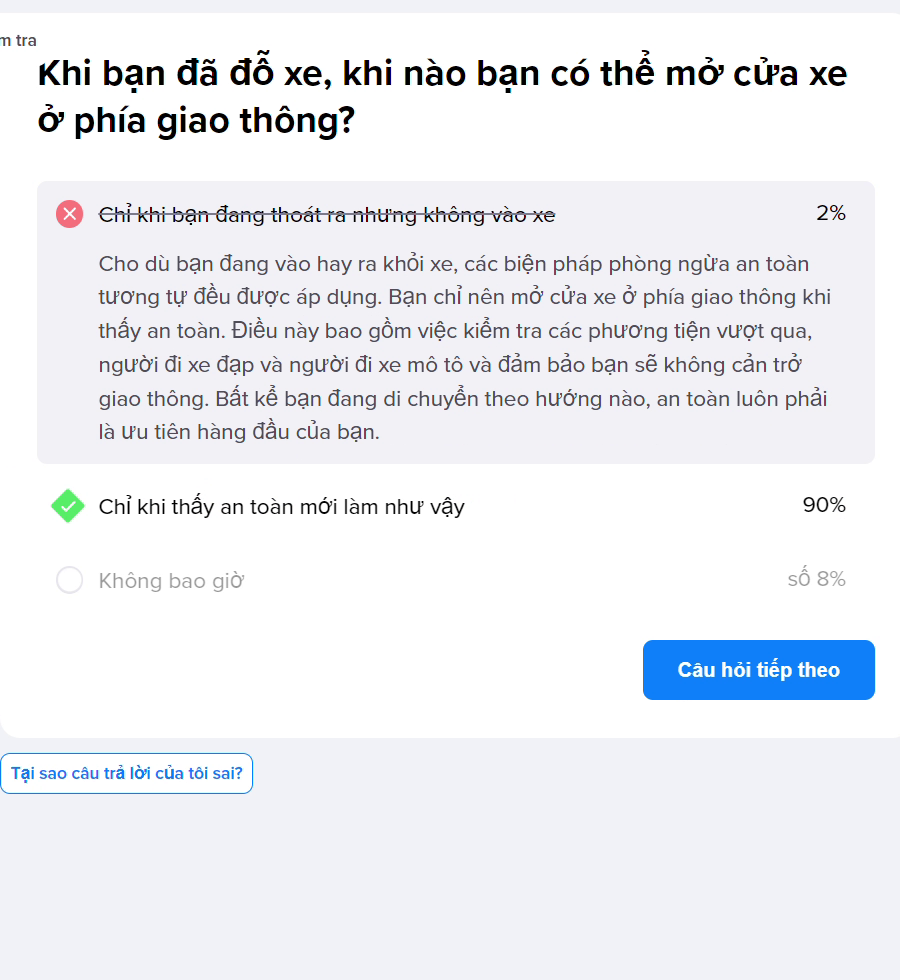 m tra
Khi bạn đã đỗ xe, khi nào bạn có thể mở cửa xe
ở phía giao thông?
Chỉ khi bạn đang thoát ra nhưng không vào xe
2%
Cho dù bạn đang vào hay ra khỏi xe, các biện pháp phòng ngừa an toàn
tương tự đều được áp dụng. Bạn chỉ nên mở cửa xe ở phía giao thông khi
thấy an toàn. Điều này bao gồm việc kiểm tra các phương tiện vượt qua,
người đi xe đạp và người đi xe mô tô và đảm bảo bạn sẽ không cản trở
giao thông. Bất kể bạn đang di chuyển theo hướng nào, an toàn luôn phải
là ưu tiên hàng đầu của bạn.
Chỉ khi thấy an toàn mới làm như vậy
90%
Không bao giờ
số 8%
Câu hỏi tiếp theo
Tại sao câu trả lời của tôi sai?